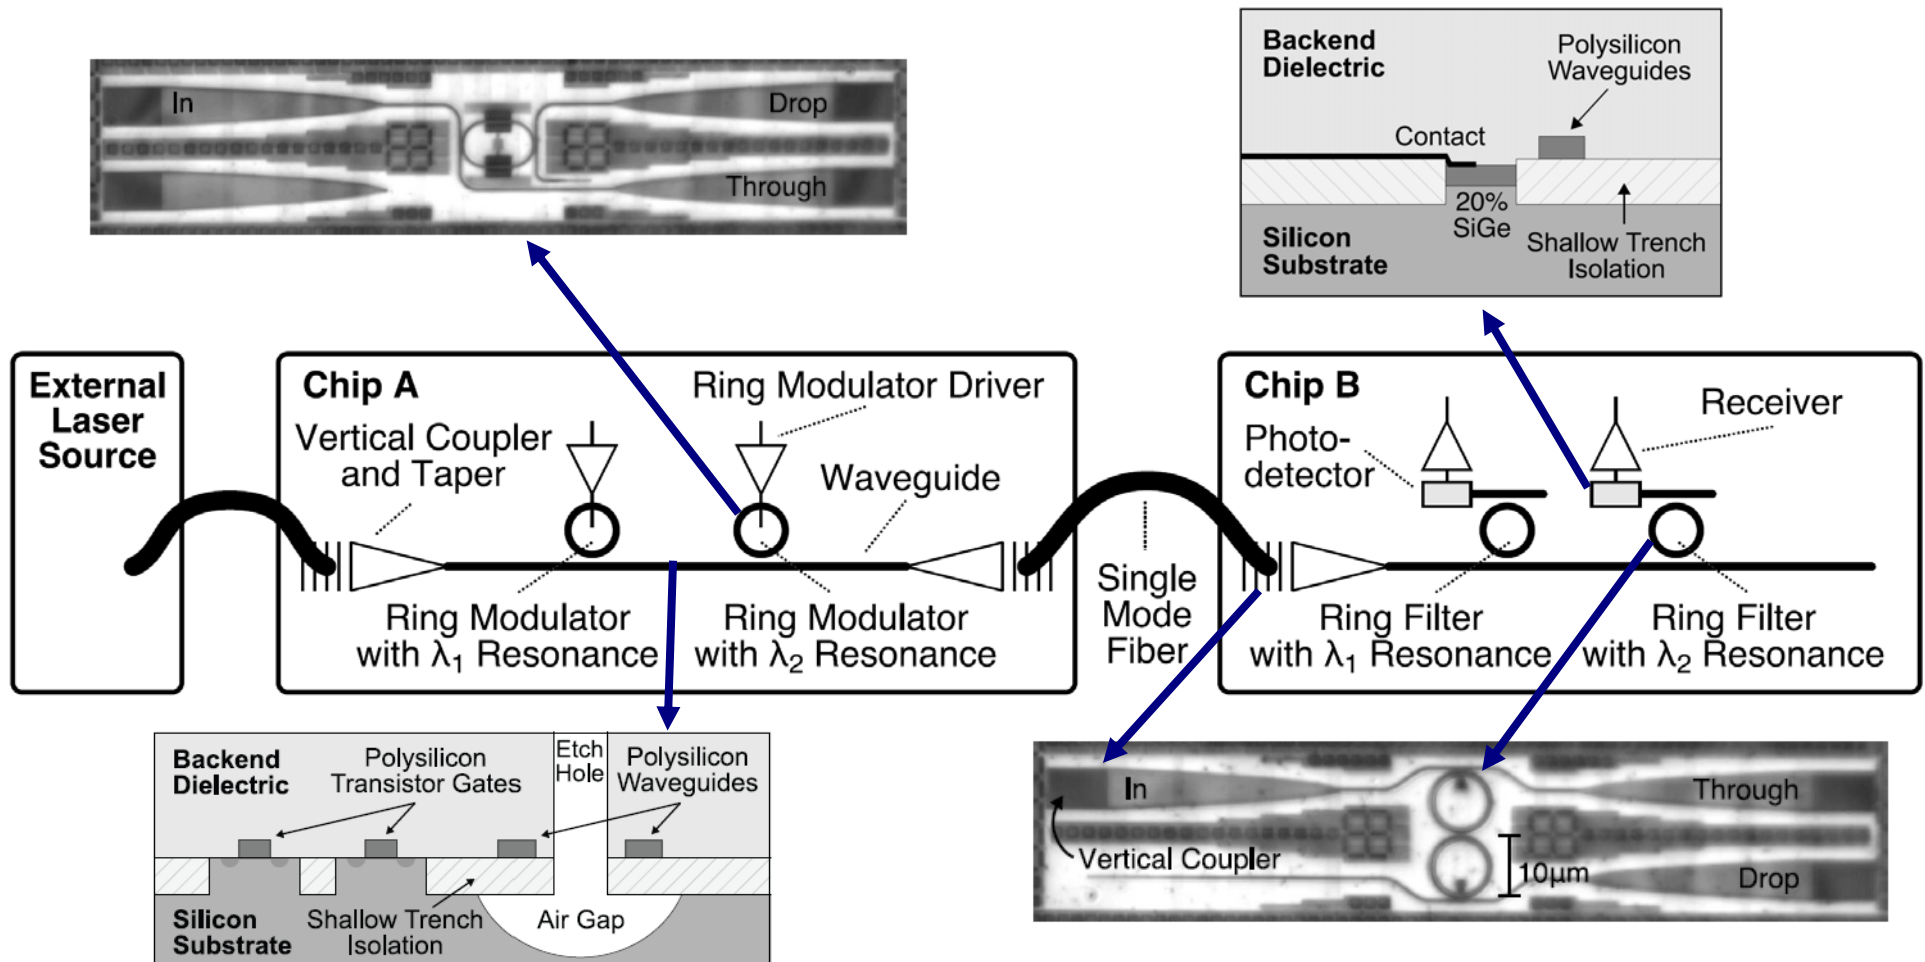 In
Drop
Through
Backend
Dielectric
Polysilicon
Waveguides
Contact
20%
SiGe
Silicon
Substrate
Shallow Trench
Isolation
External
Laser
Source
Chip A
Ring Modulator Driver
Vertical Coupler
and Taper
Waveguide
Ring Modulator
with λ₁ Resonance
Ring Modulator
with λ₂ Resonance
Single
Mode
Fiber
Chip B
Receiver
Photo-
detector
Ring Filter
with λ₁ Resonance
Ring Filter
with λ₂ Resonance
Backend
Dielectric
Polysilicon
Transistor Gates
Etch
Hole
Polysilicon
Waveguides
Silicon
Substrate
Shallow Trench
Isolation
Air Gap
In
Through
Vertical Coupler
10μm
Drop